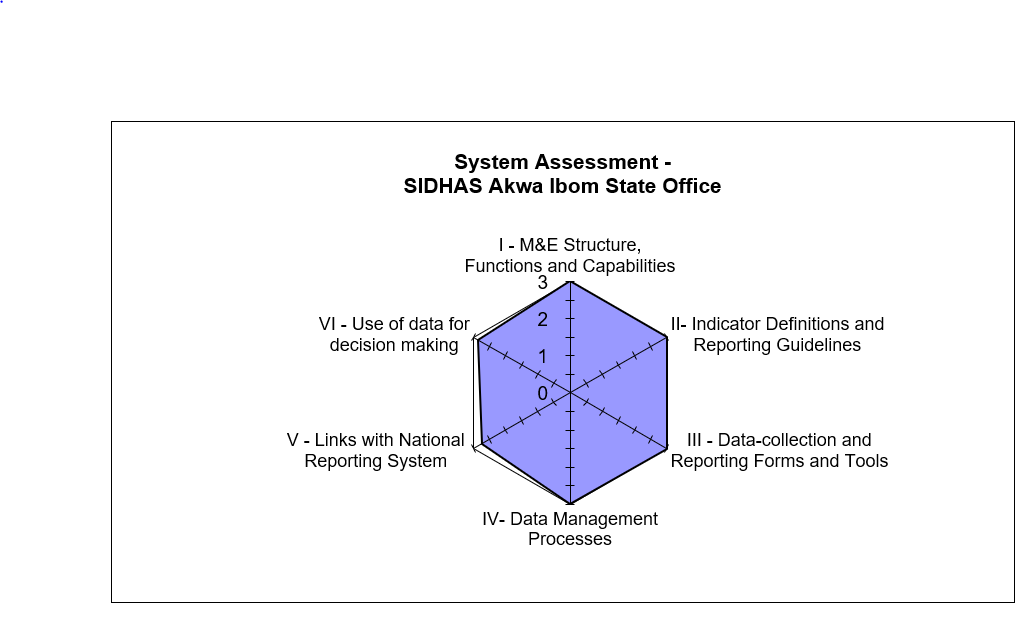 System Assessment -
SIDHAS Akwa Ibom State Office
I - M&E Structure,
Functions and Capabilities
3
2
1
0
II- Indicator Definitions and
Reporting Guidelines
III - Data-collection and
Reporting Forms and Tools
IV- Data Management
Processes
V - Links with National
Reporting System
VI - Use of data for
decision making